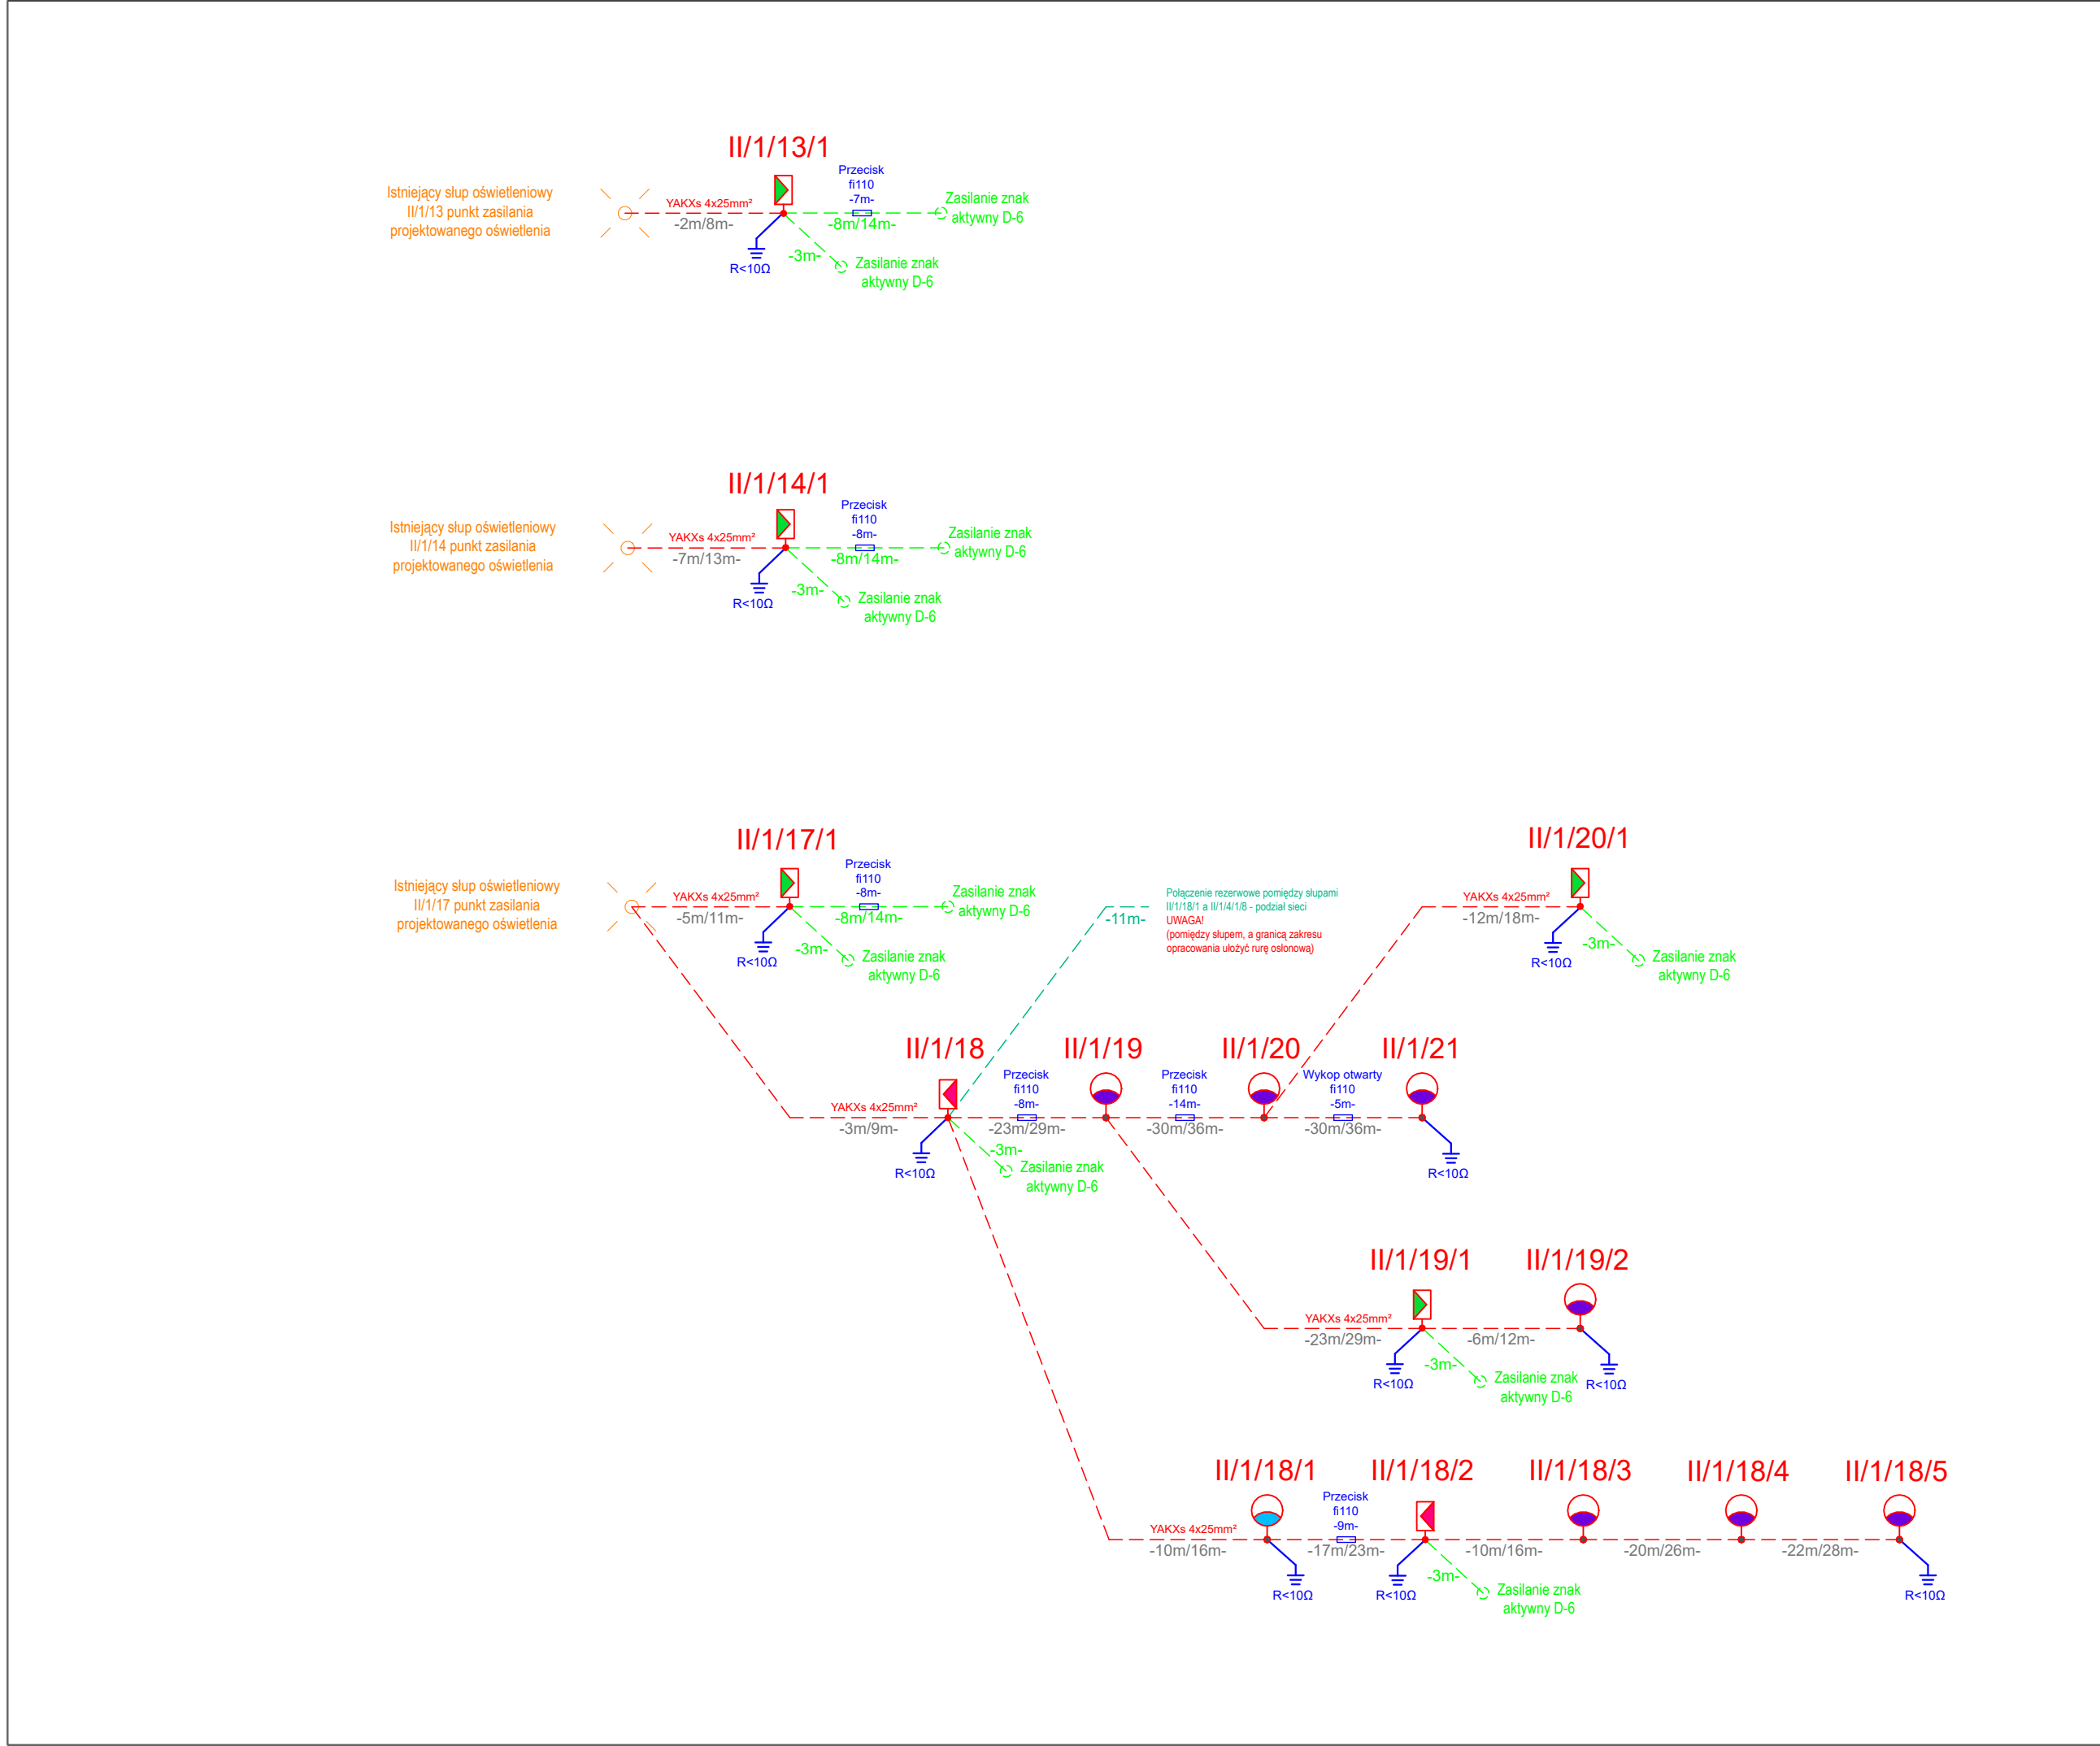 II/1/13/1
Istniejący słup oświetleniowy
II/1/13 punkt zasilania
projektowanego oświetlenia
YAKXs 4x25mm²
-2m/8m-
Przecisk
fi110
-7m-
-8m/14m-
Zasilanie znak
aktywny D-6
-3m-
Zasilanie znak
aktywny D-6
R<10Ω
II/1/14/1
Istniejący słup oświetleniowy
II/1/14 punkt zasilania
projektowanego oświetlenia
YAKXs 4x25mm²
-7m/13m-
Przecisk
fi110
-8m-
-8m/14m-
Zasilanie znak
aktywny D-6
-3m-
Zasilanie znak
aktywny D-6
R<10Ω
II/1/17/1
Istniejący słup oświetleniowy
II/1/17 punkt zasilania
projektowanego oświetlenia
YAKXs 4x25mm²
-5m/11m-
Przecisk
fi110
-8m-
-8m/14m-
Zasilanie znak
aktywny D-6
-3m-
Zasilanie znak
aktywny D-6
R<10Ω
-11m-
Połączenie rezerwowe pomiędzy słupami
II/1/18/1 a II/1/4/1/8 - podział sieci
UWAGA!
(pomiędzy słupem, a granicą zakresu
opracowania ułożyć rurę osłonową)
II/1/20/1
YAKXs 4x25mm²
-12m/18m-
-3m-
Zasilanie znak
aktywny D-6
R<10Ω
II/1/18
II/1/19
II/1/20
II/1/21
YAKXs 4x25mm²
-3m/9m-
Przecisk
fi110
-8m-
-23m/29m-
Przecisk
fi110
-14m-
-30m/36m-
Wykop otwarty
fi110
-5m-
-30m/36m-
-3m-
Zasilanie znak
aktywny D-6
R<10Ω
R<10Ω
II/1/19/1
II/1/19/2
YAKXs 4x25mm²
-23m/29m-
-6m/12m-
-3m-
Zasilanie znak
aktywny D-6
R<10Ω
R<10Ω
II/1/18/1
II/1/18/2
II/1/18/3
II/1/18/4
II/1/18/5
YAKXs 4x25mm²
-10m/16m-
Przecisk
fi110
-9m-
-17m/23m-
-10m/16m-
-20m/26m-
-22m/28m-
-3m-
Zasilanie znak
aktywny D-6
R<10Ω
R<10Ω
R<10Ω